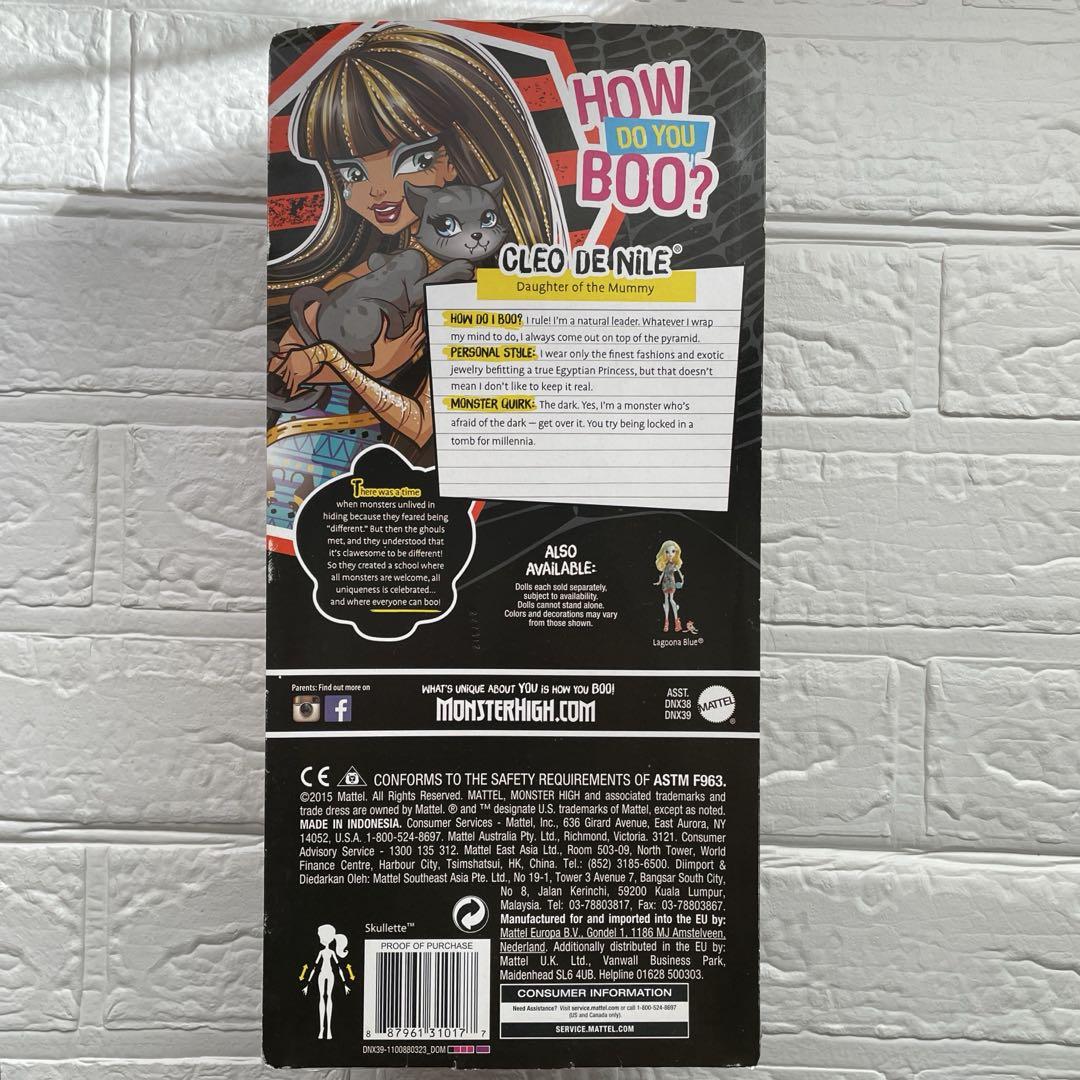 HOW
DO YOU
BOO?
CLEO DE NILE®
Daughter of the Mummy
HOW DO I BOO? I rule! I'm a natural leader. Whatever I wrap
my mind to do, I always come out on top of the pyramid.
PERSONAL STYLE: I wear only the finest fashions and exotic
jewelry befitting a true Egyptian Princess, but that doesn't
mean I don't like to keep it real.
MONSTER QUIRK: The dark. Yes, I'm a monster who's
afraid of the dark — get over it. You try being locked in a
tomb for millennia.
There was a time
when monsters unlived in
hiding because they feared being
"different." But then the ghouls
met, and they understood that
it's clawesome to be different!
So they created a school where
all monsters are welcome, all
uniqueness is celebrated...
and where everyone can boo!
ALSO
AVAILABLE:
Dolls each sold separately,
subject to availability.
Dolls cannot stand alone.
Colors and decorations may vary
from those shown.
Lagoona Blue®
Parents: Find out more on
WHAT'S UNIQUE ABOUT YOU IS HOW YOU BOO!
MONSTERHIGH.COM
ASST.
DNX38
DNX39
MATTEL®
CE CONFORMS TO THE SAFETY REQUIREMENTS OF ASTM F963.
©2015 Mattel. All Rights Reserved. MATTEL, MONSTER HIGH and associated trademarks and
trade dress are owned by Mattel. ® and ™ designate U.S. trademarks of Mattel, except as noted.
MADE IN INDONESIA. Consumer Services - Mattel, Inc., 636 Girard Avenue, East Aurora, NY
14052, U.S.A. 1-800-524-8697. Mattel Australia Pty. Ltd., Richmond, Victoria. 3121. Consumer
Advisory Service - 1300 135 312. Mattel East Asia Ltd., Room 503-09, North Tower, World
Finance Centre, Harbour City, Tsimshatsui, HK, China. Tel.: (852) 3185-6500. Diimport &
Diedarkan Oleh: Mattel Southeast Asia Pte. Ltd., No 19-1, Tower 3 Avenue 7, Bangsar South City,
No 8, Jalan Kerinchi, 59200 Kuala Lumpur,
Malaysia. Tel: 03-78803817, Fax: 03-78803867.
Manufactured for and imported into the EU by:
Mattel Europa B.V., Gondel 1, 1186 MJ Amstelveen,
Nederland. Additionally distributed in the EU by:
Mattel U.K. Ltd., Vanwall Business Park,
Maidenhead SL6 4UB. Helpline 01628 500303.
CONSUMER INFORMATION
Need Assistance? Visit service.mattel.com or call 1-800-524-8697
(US and Canada only).
SERVICE.MATTEL.COM
Skullette™
PROOF OF PURCHASE
8 87961 31017 7
DNX39-1100880323_DOM